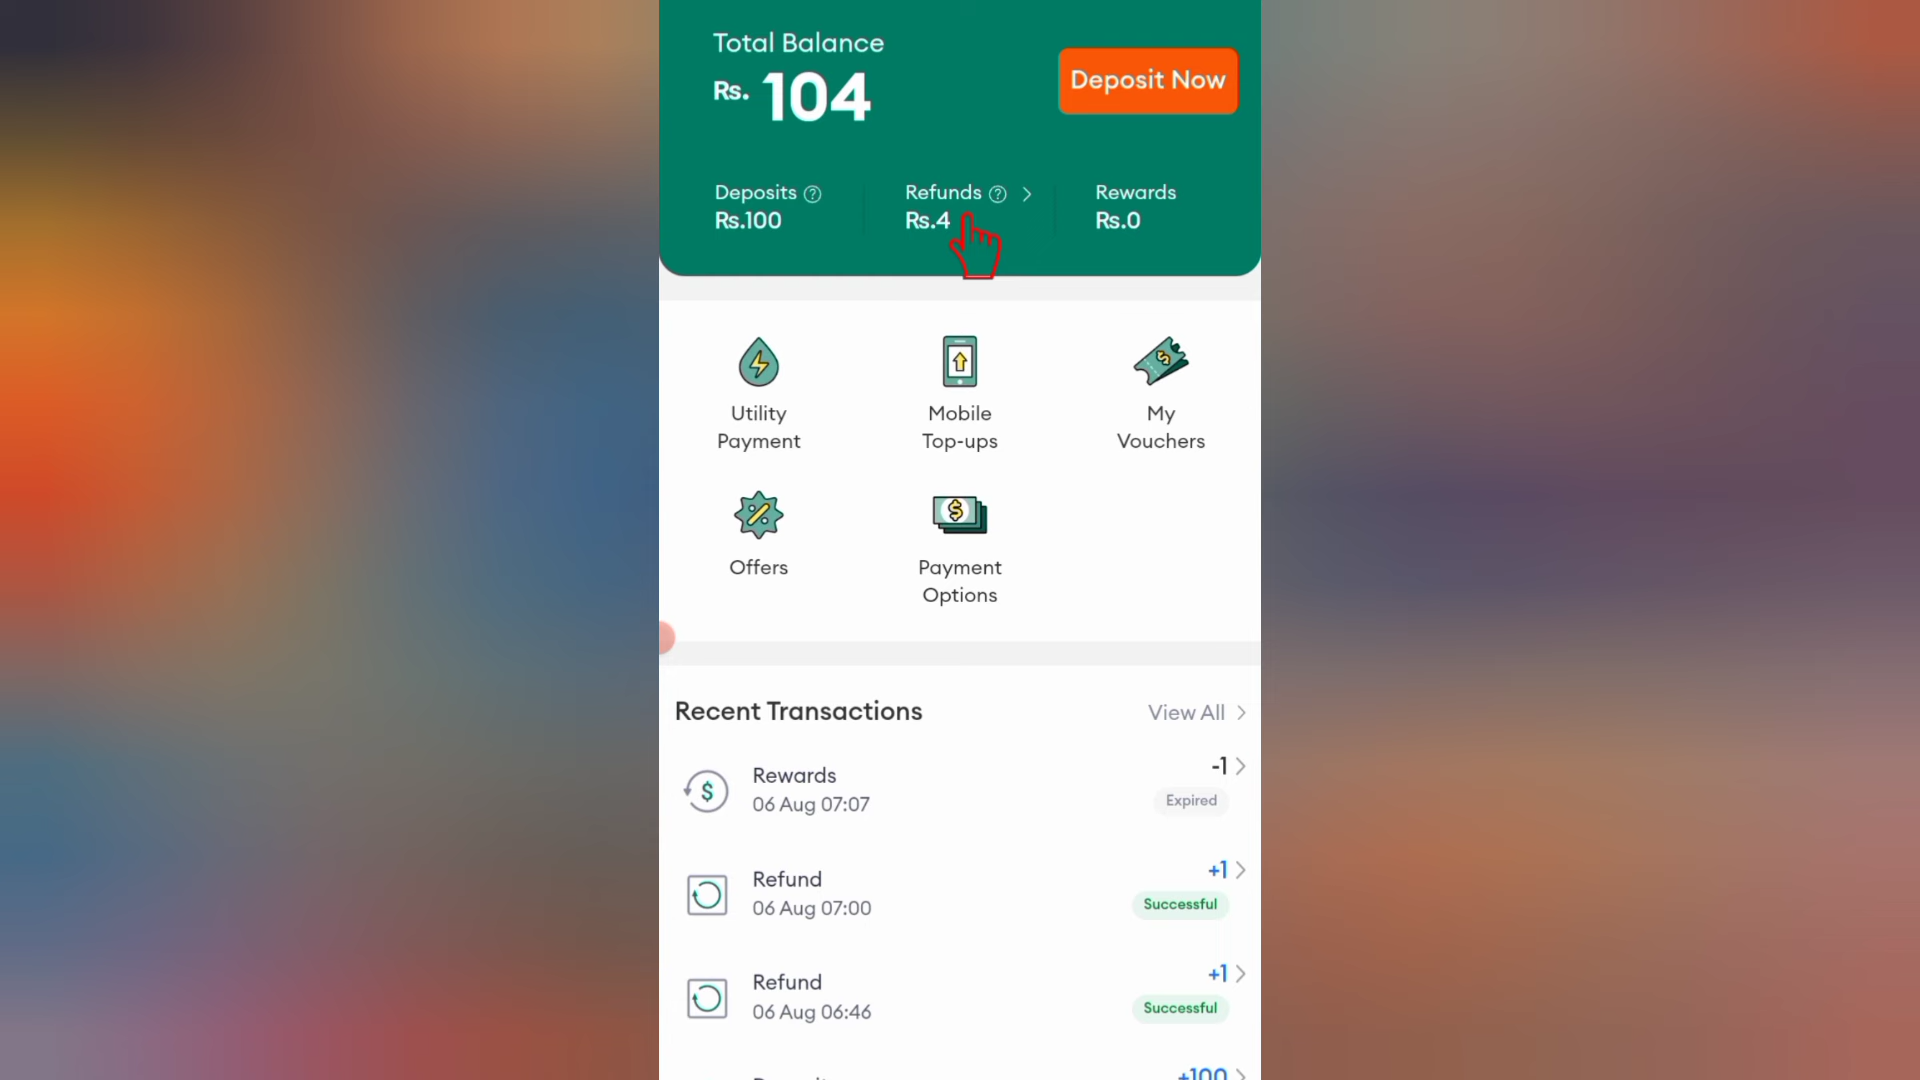 Total Balance
Rs. 104
Deposit Now
Deposits ? Refunds ? > Rewards
Rs.100 Rs.4 Rs.0
Utility Mobile My
Payment Top-ups Vouchers
Offers Payment
Options
Recent Transactions View All >
Rewards -1 >
06 Aug 07:07 Expired
Refund +1 >
06 Aug 07:00 Successful
Refund +1 >
06 Aug 06:46 Successful
+100 >